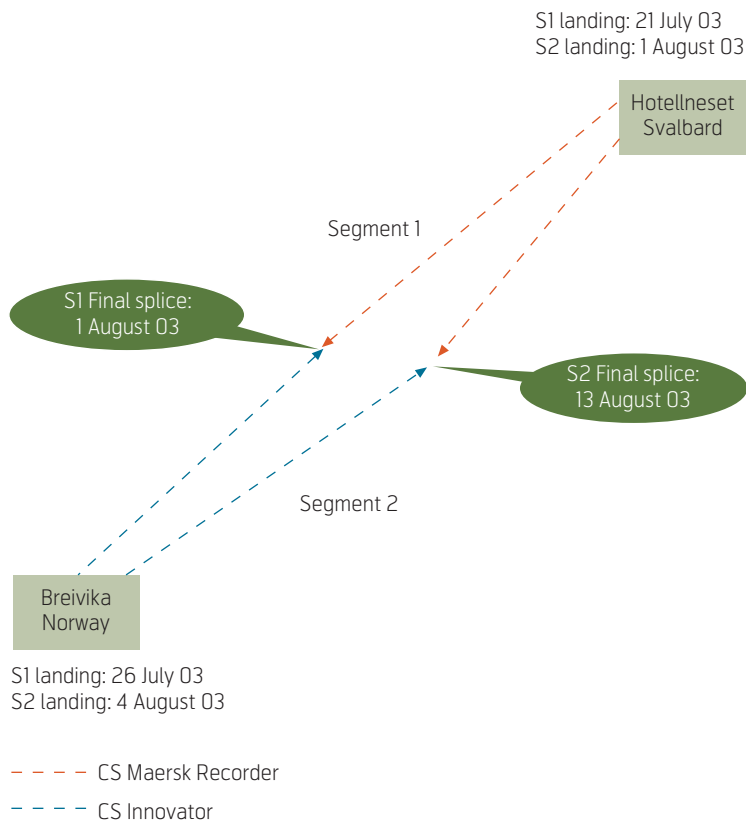 S1 landing: 21 July 03
S2 landing: 1 August 03
Hotellneset
Svalbard
Segment 1
S1 Final splice:
1 August 03
S2 Final splice:
13 August 03
Segment 2
Breivika
Norway
S1 landing: 26 July 03
S2 landing: 4 August 03
CS Maersk Recorder
CS Innovator